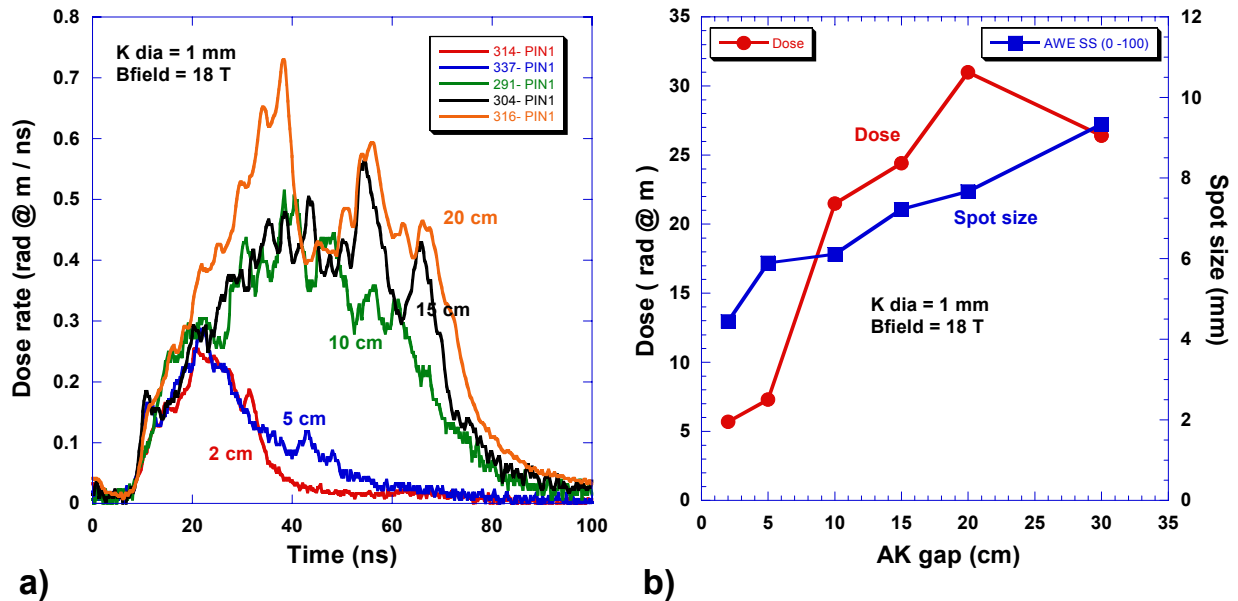 K dia = 1 mm
Bfield = 18 T
314- PIN1
337- PIN1
291- PIN1
304- PIN1
316- PIN1
20 cm
15 cm
10 cm
5 cm
2 cm
Dose rate (rad @ m / ns)
0.8
0.7
0.6
0.5
0.4
0.3
0.2
0.1
0
0 20 40 60 80 100
Time (ns)
a)
Dose
AWE SS (0 -100)
Dose
Spot size
K dia = 1 mm
Bfield = 18 T
Dose ( rad @ m )
35
30
25
20
15
10
5
0
Spot size (mm)
12
10
8
6
4
2
0
0 5 10 15 20 25 30 35
AK gap (cm)
b)